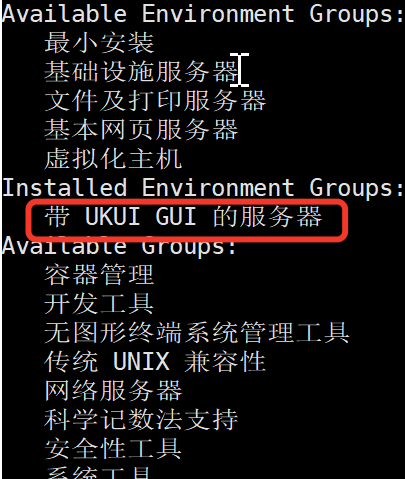 Available Environment Groups:
最小安装
基础设施服务器
文件及打印服务器
基本网页服务器
虚拟化主机
Installed Environment Groups:
带 UKUI GUI 的服务器
Available Groups:
容器管理
开发工具
无图形终端系统管理工具
传统 UNIX 兼容性
网络服务器
科学记数法支持
安全性工具
系统工具